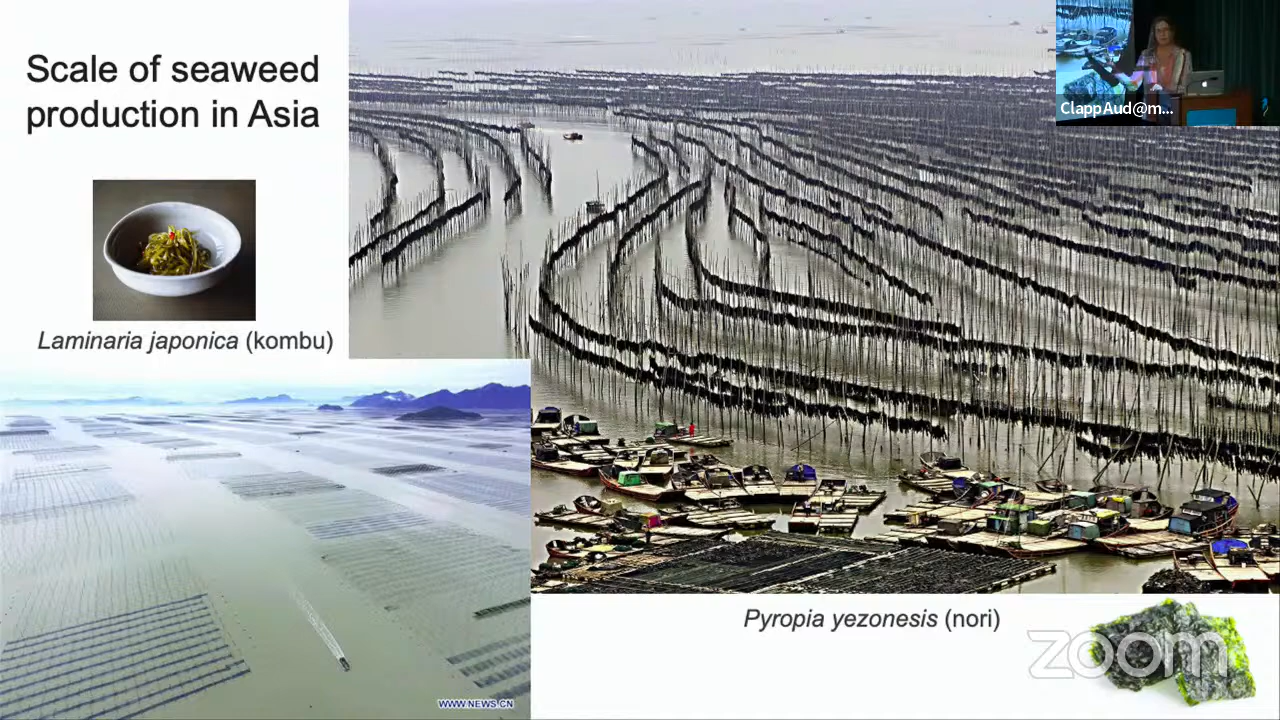 Scale of seaweed
production in Asia
ClappAud@m...
Laminaria japonica (kombu)
WWW.NEWS.CN
Pyropia yezonesis (nori)
zoom